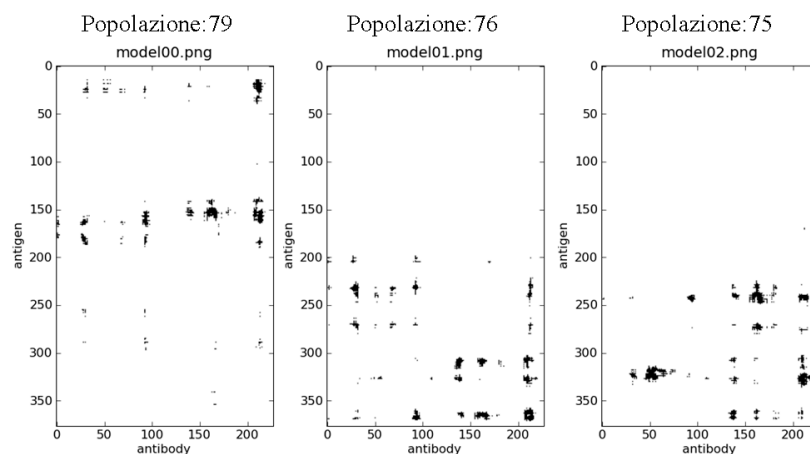 Popolazione:79
model00.png
0
50
100
150
200
250
300
350
antigen
0 50 100 150 200
antibody
Popolazione:76
model01.png
0
50
100
150
200
250
300
350
antigen
0 50 100 150 200
antibody
Popolazione:75
model02.png
0
50
100
150
200
250
300
350
antigen
0 50 100 150 200
antibody